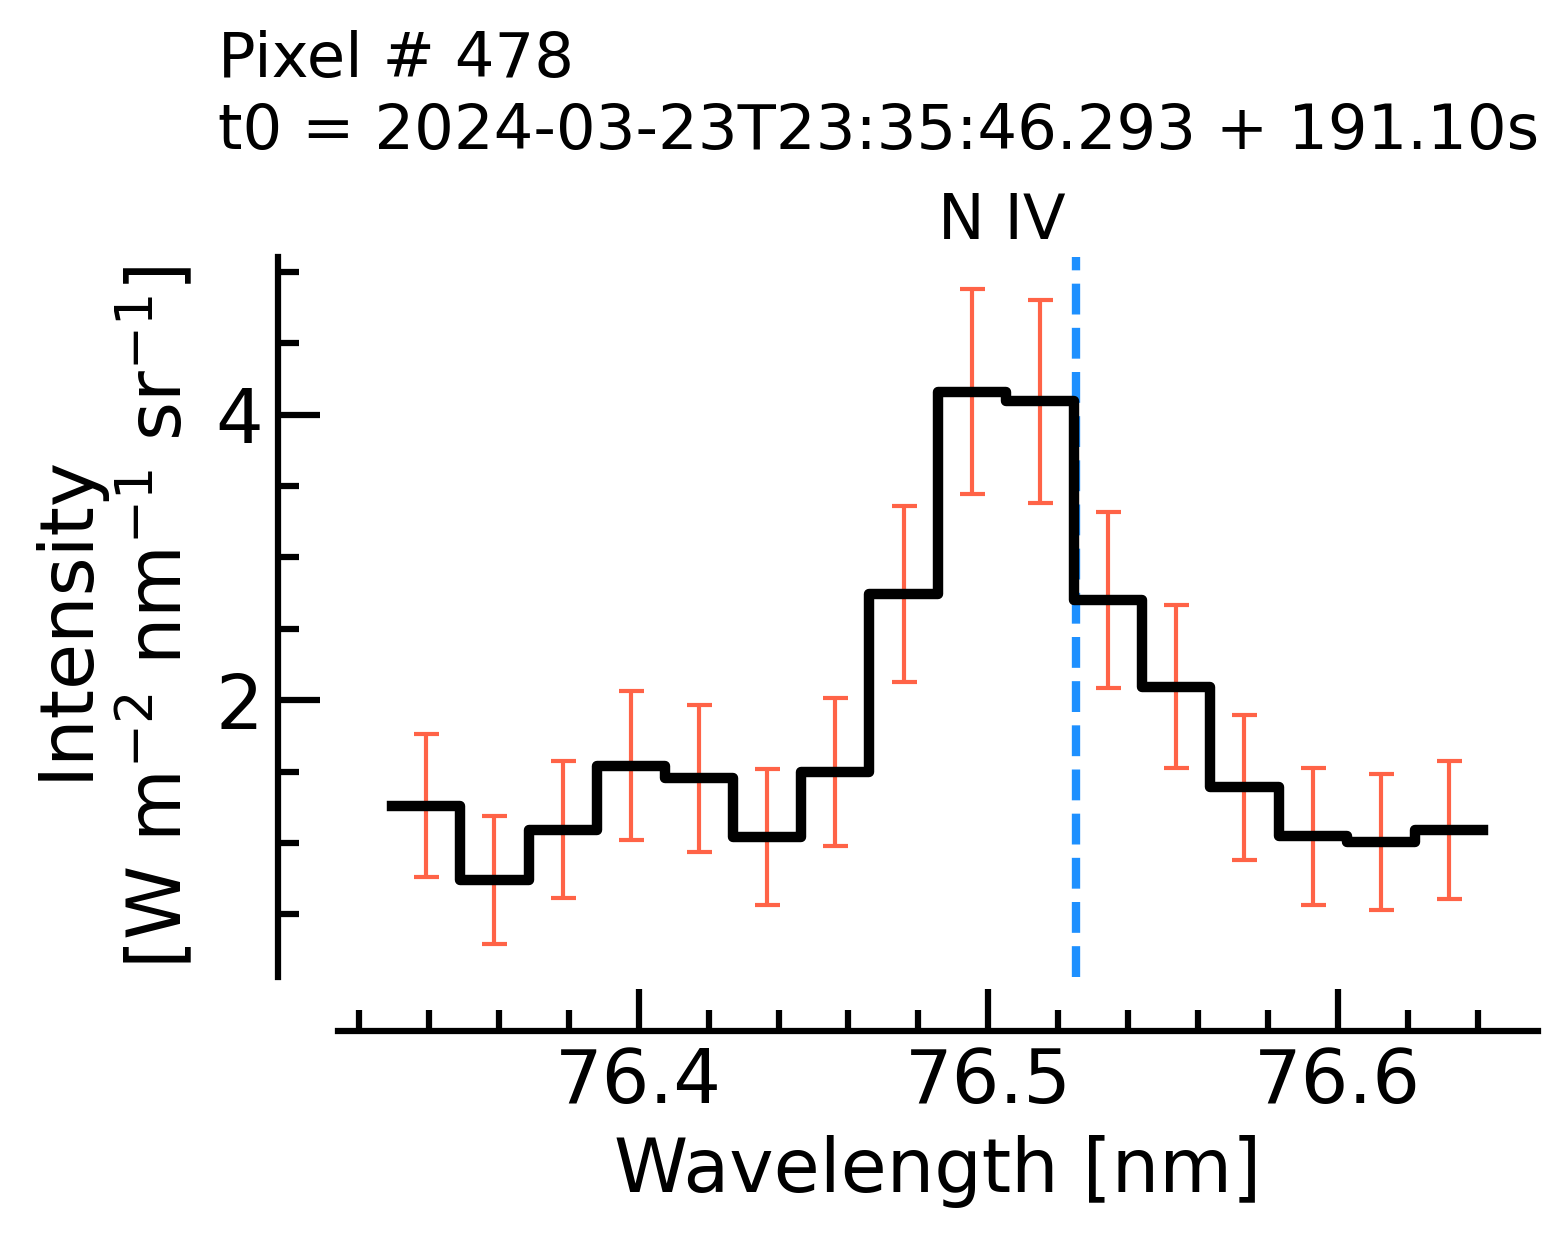 Pixel # 478
t0 = 2024-03-23T23:35:46.293 + 191.10s
N IV
Intensity
[W m⁻² nm⁻¹ sr⁻¹]
4
2
76.4 76.5 76.6
Wavelength [nm]